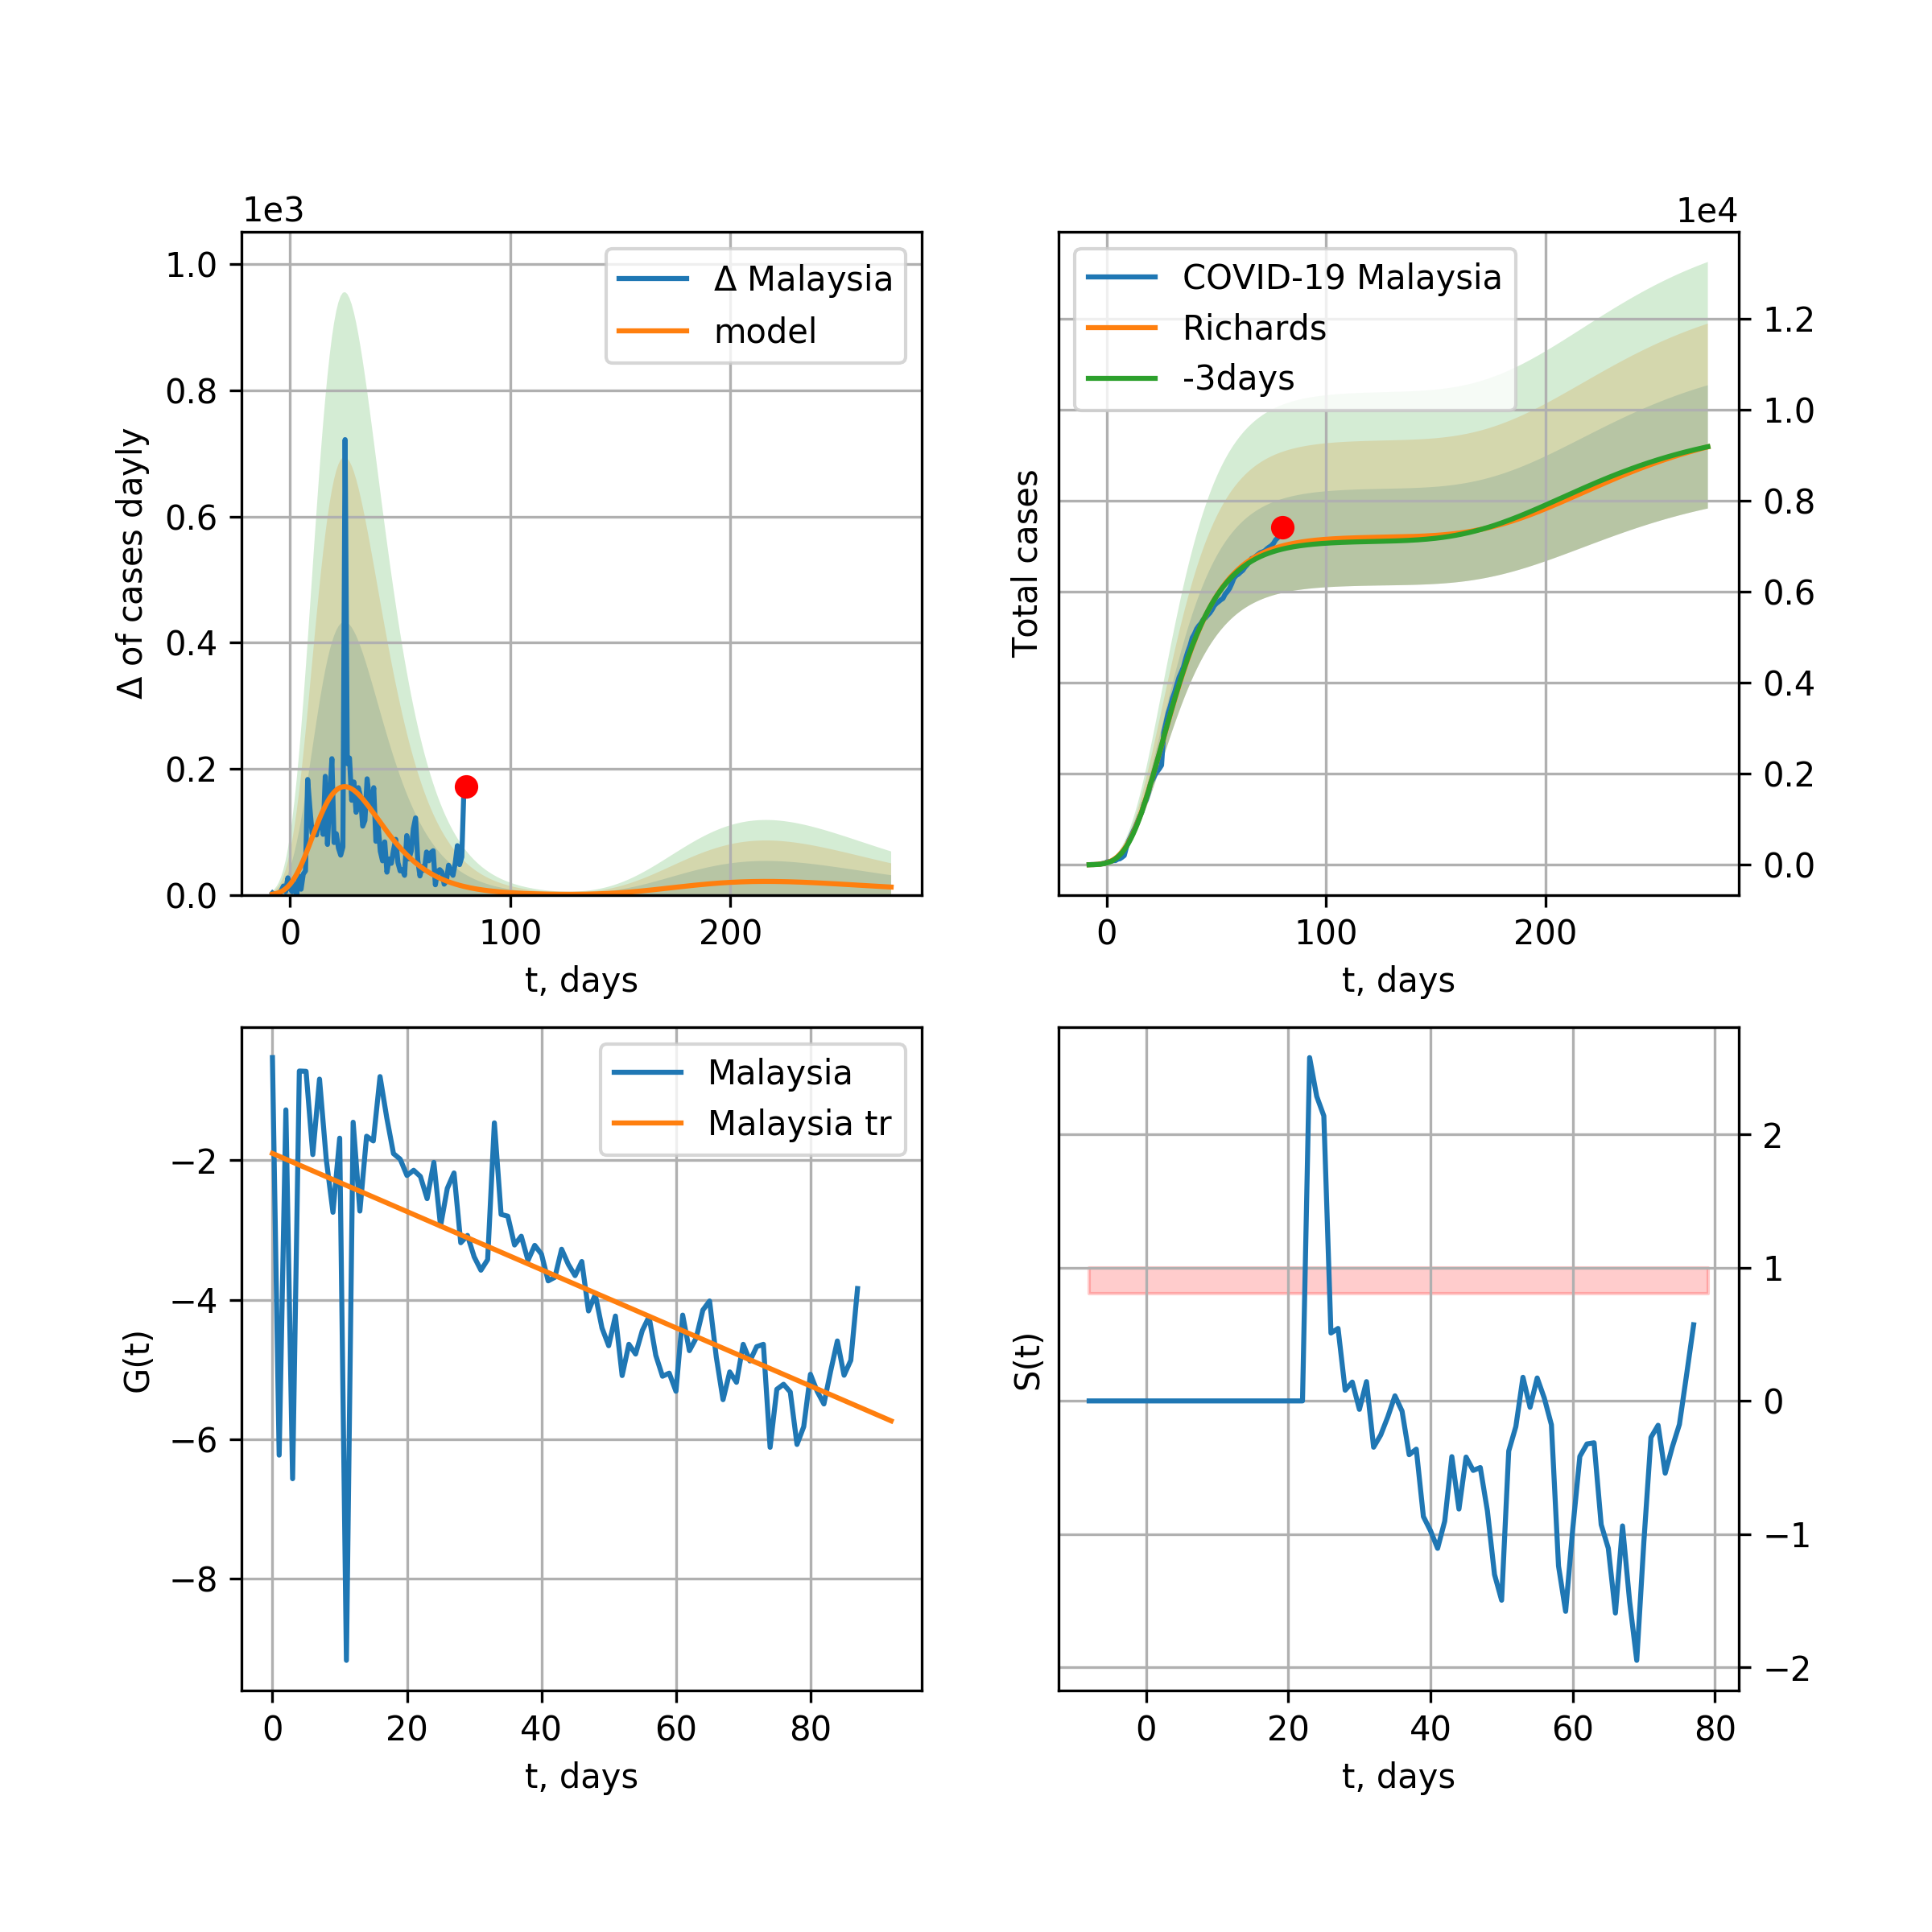 1e3
1.0
0.8
0.6
0.4
0.2
0.0
Δ of cases dayly
Δ Malaysia
model
0
100
200
t, days
1e4
COVID-19 Malaysia
Richards
-3days
Total cases
1.2
1.0
0.8
0.6
0.4
0.2
0.0
0
100
200
t, days
Malaysia
Malaysia tr
G(t)
−2
−4
−6
−8
0
20
40
60
80
t, days
S(t)
2
1
0
−1
−2
0
20
40
60
80
t, days